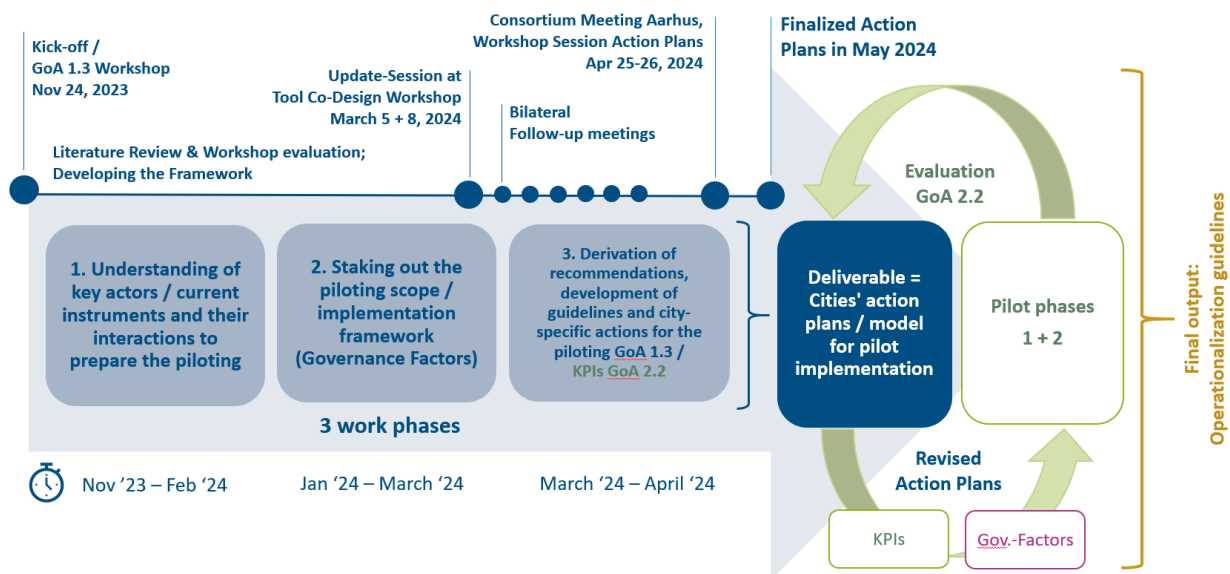 Kick-off /
GoA 1.3 Workshop
Nov 24, 2023
Literature Review & Workshop evaluation;
Developing the Framework
Update-Session at
Tool Co-Design Workshop
March 5 + 8, 2024
Bilateral
Follow-up meetings
Consortium Meeting Aarhus,
Workshop Session Action Plans
Apr 25-26, 2024
Finalized Action
Plans in May 2024
1. Understanding of
key actors / current
instruments and their
interactions to
prepare the piloting
2. Staking out the
piloting scope /
implementation
framework
(Governance Factors)
3. Derivation of
recommendations,
development of
guidelines and city-
specific actions for the
piloting GoA 1.3 /
KPIs GoA 2.2
3 work phases
Nov ’23 – Feb ‘24
Jan ‘24 – March ‘24
March ‘24 – April ‘24
Deliverable =
Cities' action
plans / model
for pilot
implementation
Evaluation
GoA 2.2
Pilot phases
1 + 2
Revised
Action Plans
KPIs
Gov.-Factors
Final output:
Operationalization guidelines